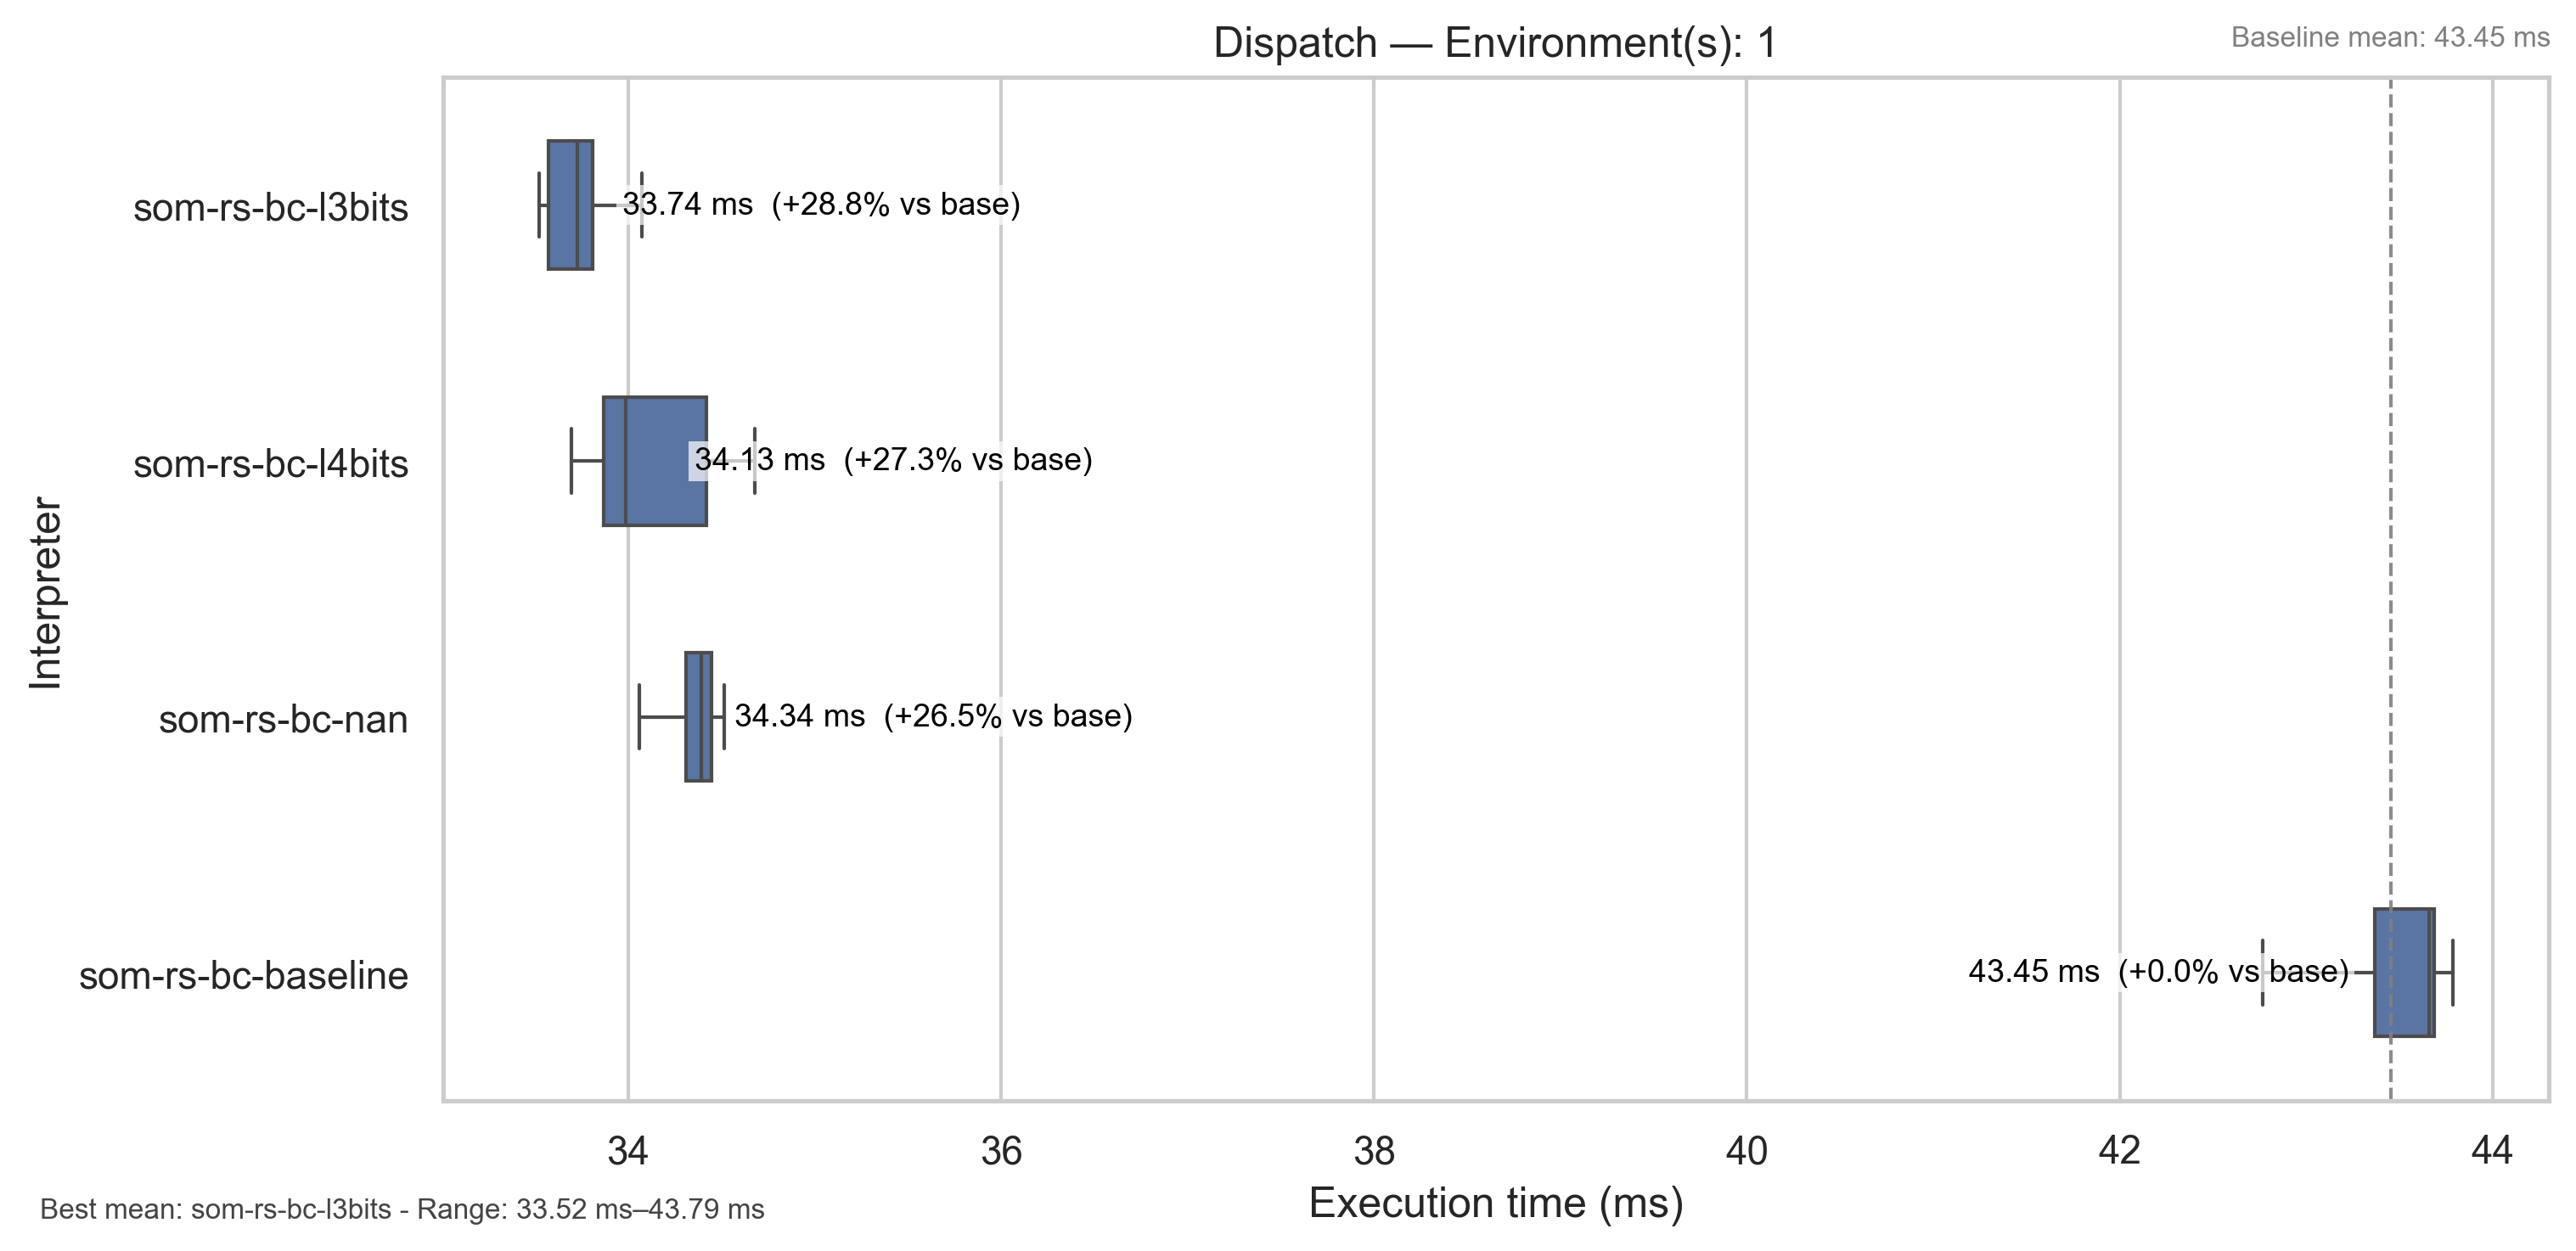 Dispatch — Environment(s): 1
Baseline mean: 43.45 ms
Interpreter
som-rs-bc-l3bits
33.74 ms  (+28.8% vs base)
som-rs-bc-l4bits
34.13 ms  (+27.3% vs base)
som-rs-bc-nan
34.34 ms  (+26.5% vs base)
som-rs-bc-baseline
43.45 ms  (+0.0% vs base)
34 36 38 40 42 44
Execution time (ms)
Best mean: som-rs-bc-l3bits - Range: 33.52 ms–43.79 ms